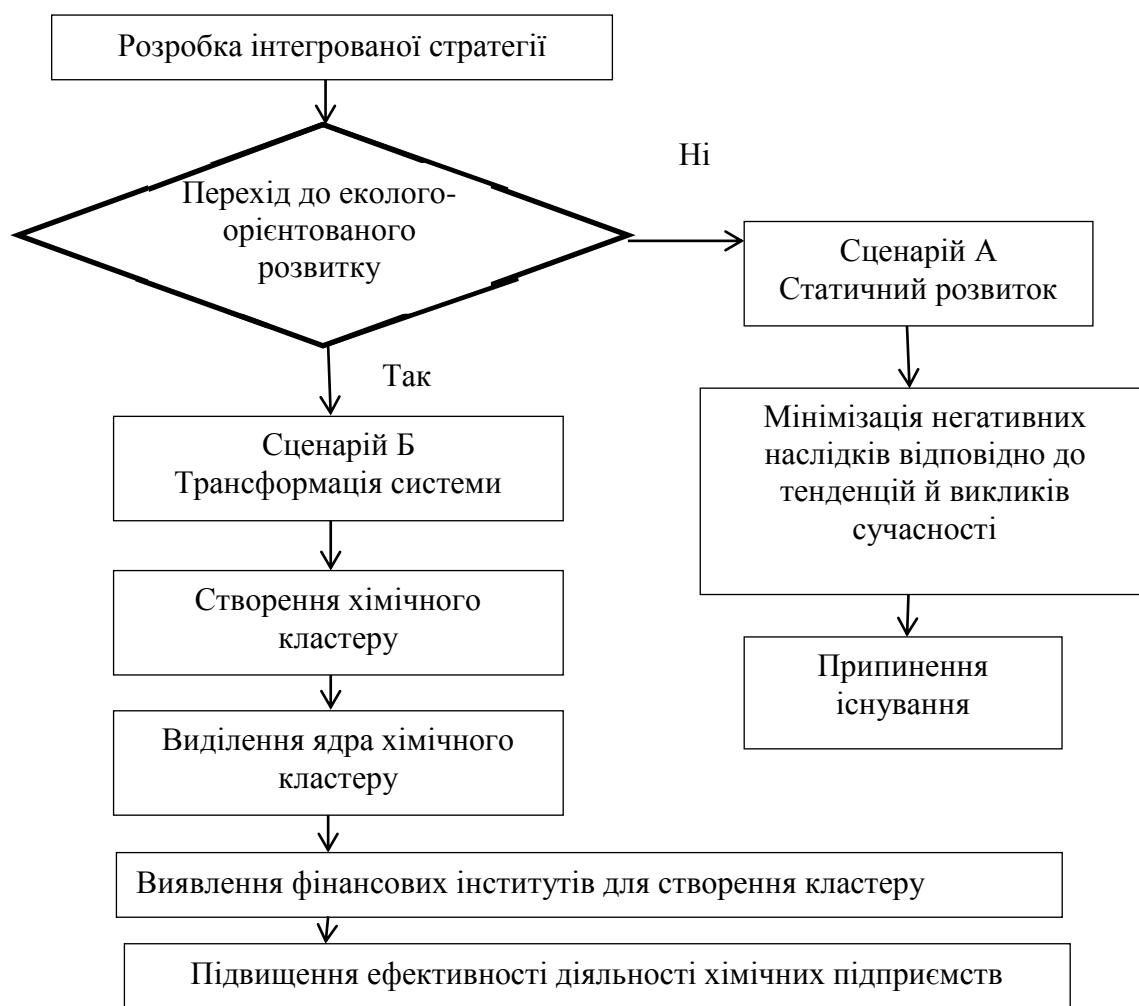 Розробка інтегрованої стратегії
Ні
Перехід до еколого-
орієнтованого
розвитку
Сценарій А
Статичний розвиток
Так
Мінімізація негативних
наслідків відповідно до
тенденцій й викликів
сучасності
Сценарій Б
Трансформація системи
Створення хімічного
кластеру
Припинення
існування
Виділення ядра хімічного
кластеру
Виявлення фінансових інститутів для створення кластеру
Підвищення ефективності діяльності хімічних підприємств